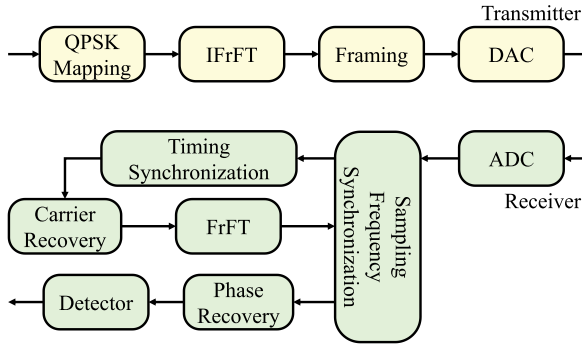 Transmitter
QPSK
Mapping
IFrFT
Framing
DAC
Timing
Synchronization
Sampling
Frequency
Synchronization
ADC
Receiver
Carrier
Recovery
FrFT
Detector
Phase
Recovery